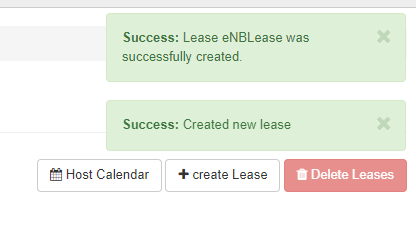 Success: Lease eNBLease was
successfully created.
Success: Created new lease
Host Calendar
create Lease
Delete Leases